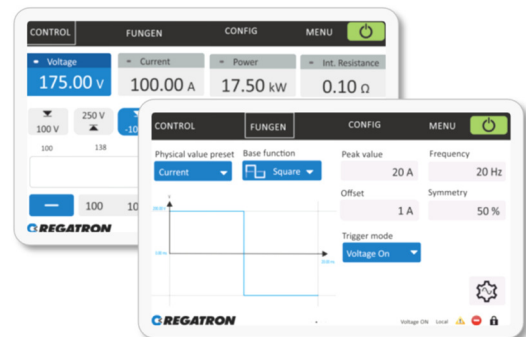 CONTROL FUNGEN CONFIG MENU
Voltage Current Power Int. Resistance
175.00 V 100.00 A 17.50 kW 0.10 Ω
100 V 250 V
100 138
100
REGATRON
CONTROL FUNGEN CONFIG MENU
Physical value preset Base function Peak value Frequency
Current Square 20 A 20 Hz
Offset Symmetry
1 A 50 %
Trigger mode
Voltage On
REGATRON
Voltage ON Local